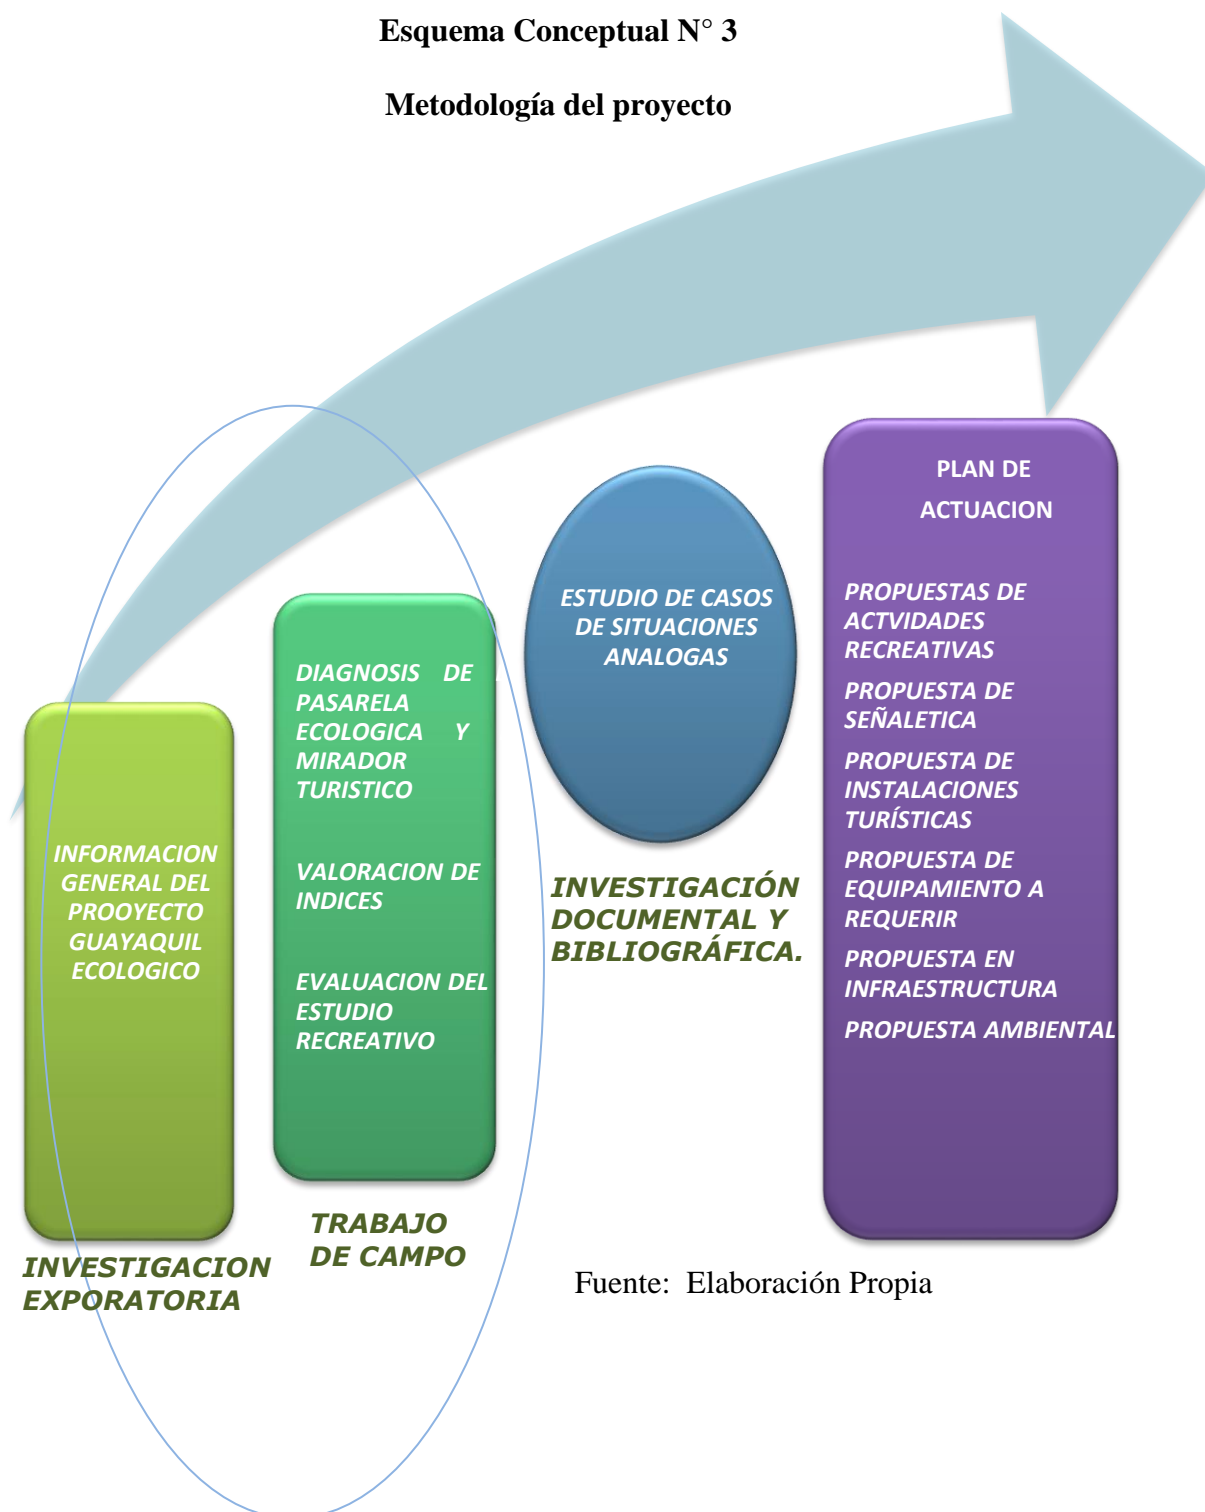 Esquema Conceptual N° 3
Metodología del proyecto
INFORMACION
GENERAL DEL
PROOYECTO
GUAYAQUIL
ECOLOGICO
INVESTIGACION
EXPORATORIA
DIAGNOSIS DE
PASARELA
ECOLOGICA Y
MIRADOR
TURISTICO
VALORACION DE
INDICES
EVALUACION DEL
ESTUDIO
RECREATIVO
TRABAJO
DE CAMPO
ESTUDIO DE CASOS
DE SITUACIONES
ANALOGAS
INVESTIGACIÓN
DOCUMENTAL Y
BIBLIOGRÁFICA.
PLAN DE
ACTUACION
PROPUESTAS DE
ACTVIDADES
RECREATIVAS
PROPUESTA DE
SEÑALETICA
PROPUESTA DE
INSTALACIONES
TURÍSTICAS
PROPUESTA DE
EQUIPAMIENTO A
REQUERIR
PROPUESTA EN
INFRAESTRUCTURA
PROPUESTA AMBIENTAL
Fuente: Elaboración Propia